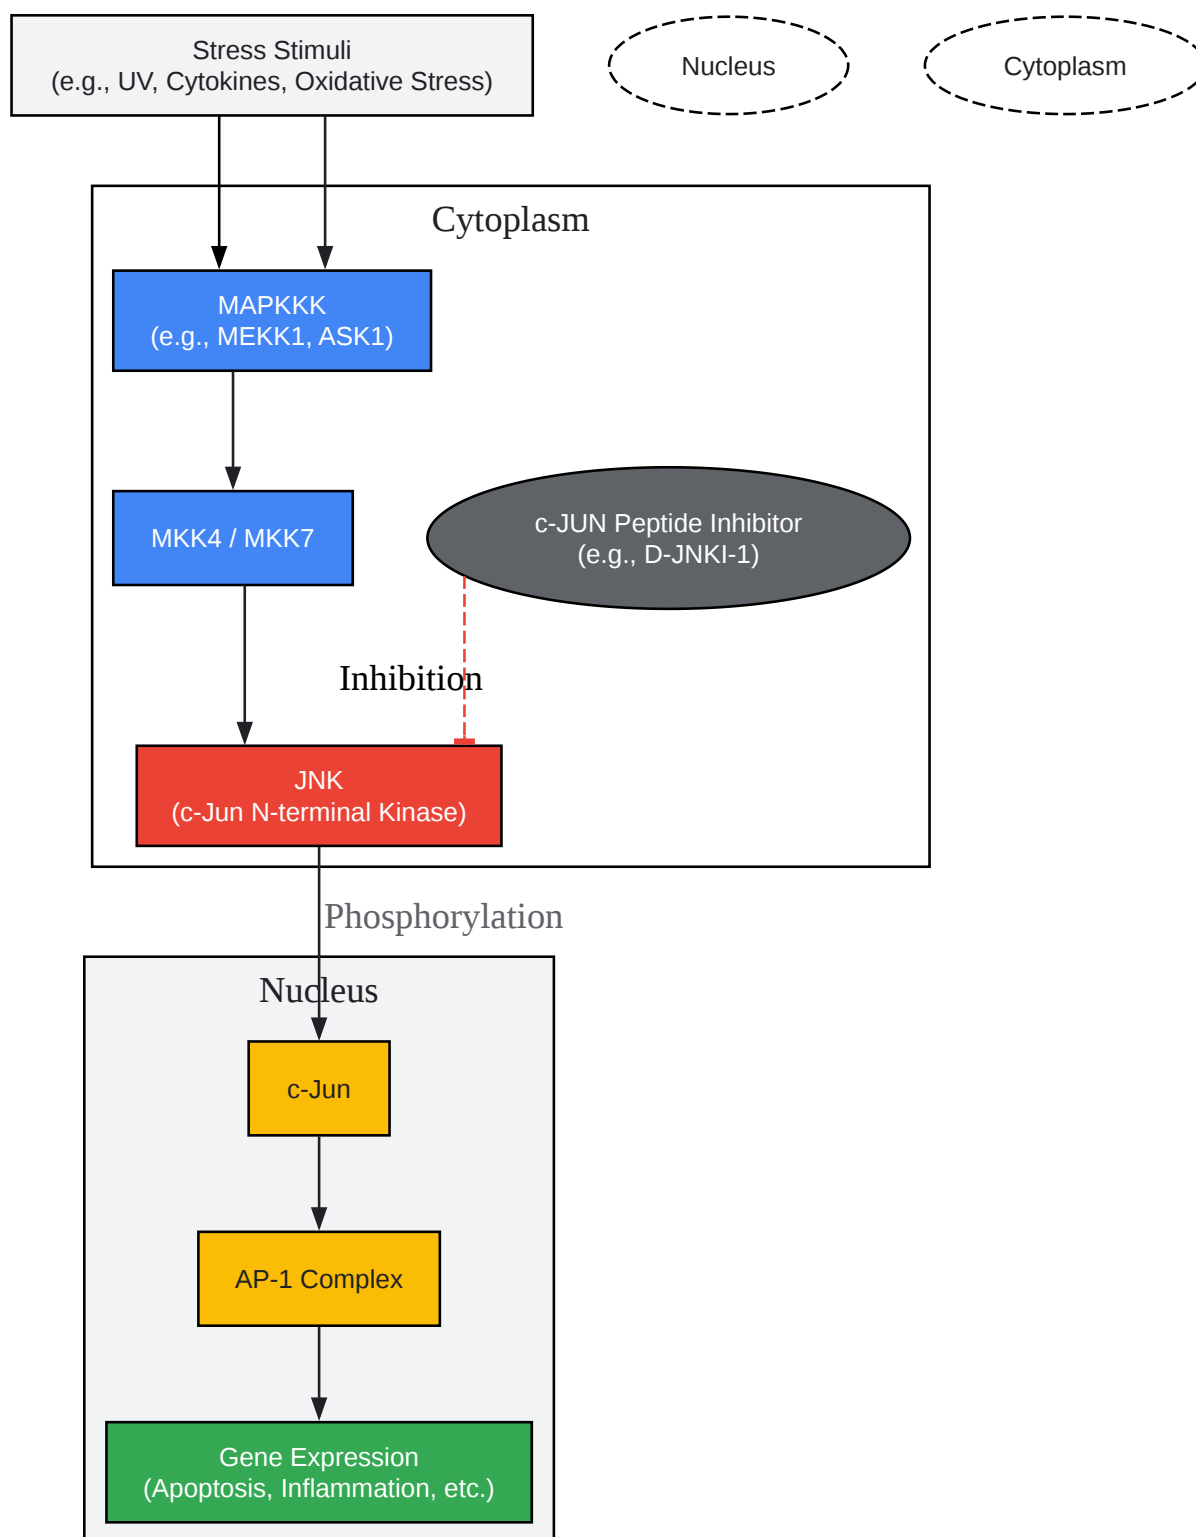 Stress Stimuli
(e.g., UV, Cytokines, Oxidative Stress)
Nucleus
Cytoplasm
Cytoplasm
MAPKKK
(e.g., MEKK1, ASK1)
MKK4 / MKK7
c-JUN Peptide Inhibitor
(e.g., D-JNKI-1)
Inhibition
JNK
(c-Jun N-terminal Kinase)
Phosphorylation
Nucleus
c-Jun
AP-1 Complex
Gene Expression
(Apoptosis, Inflammation, etc.)